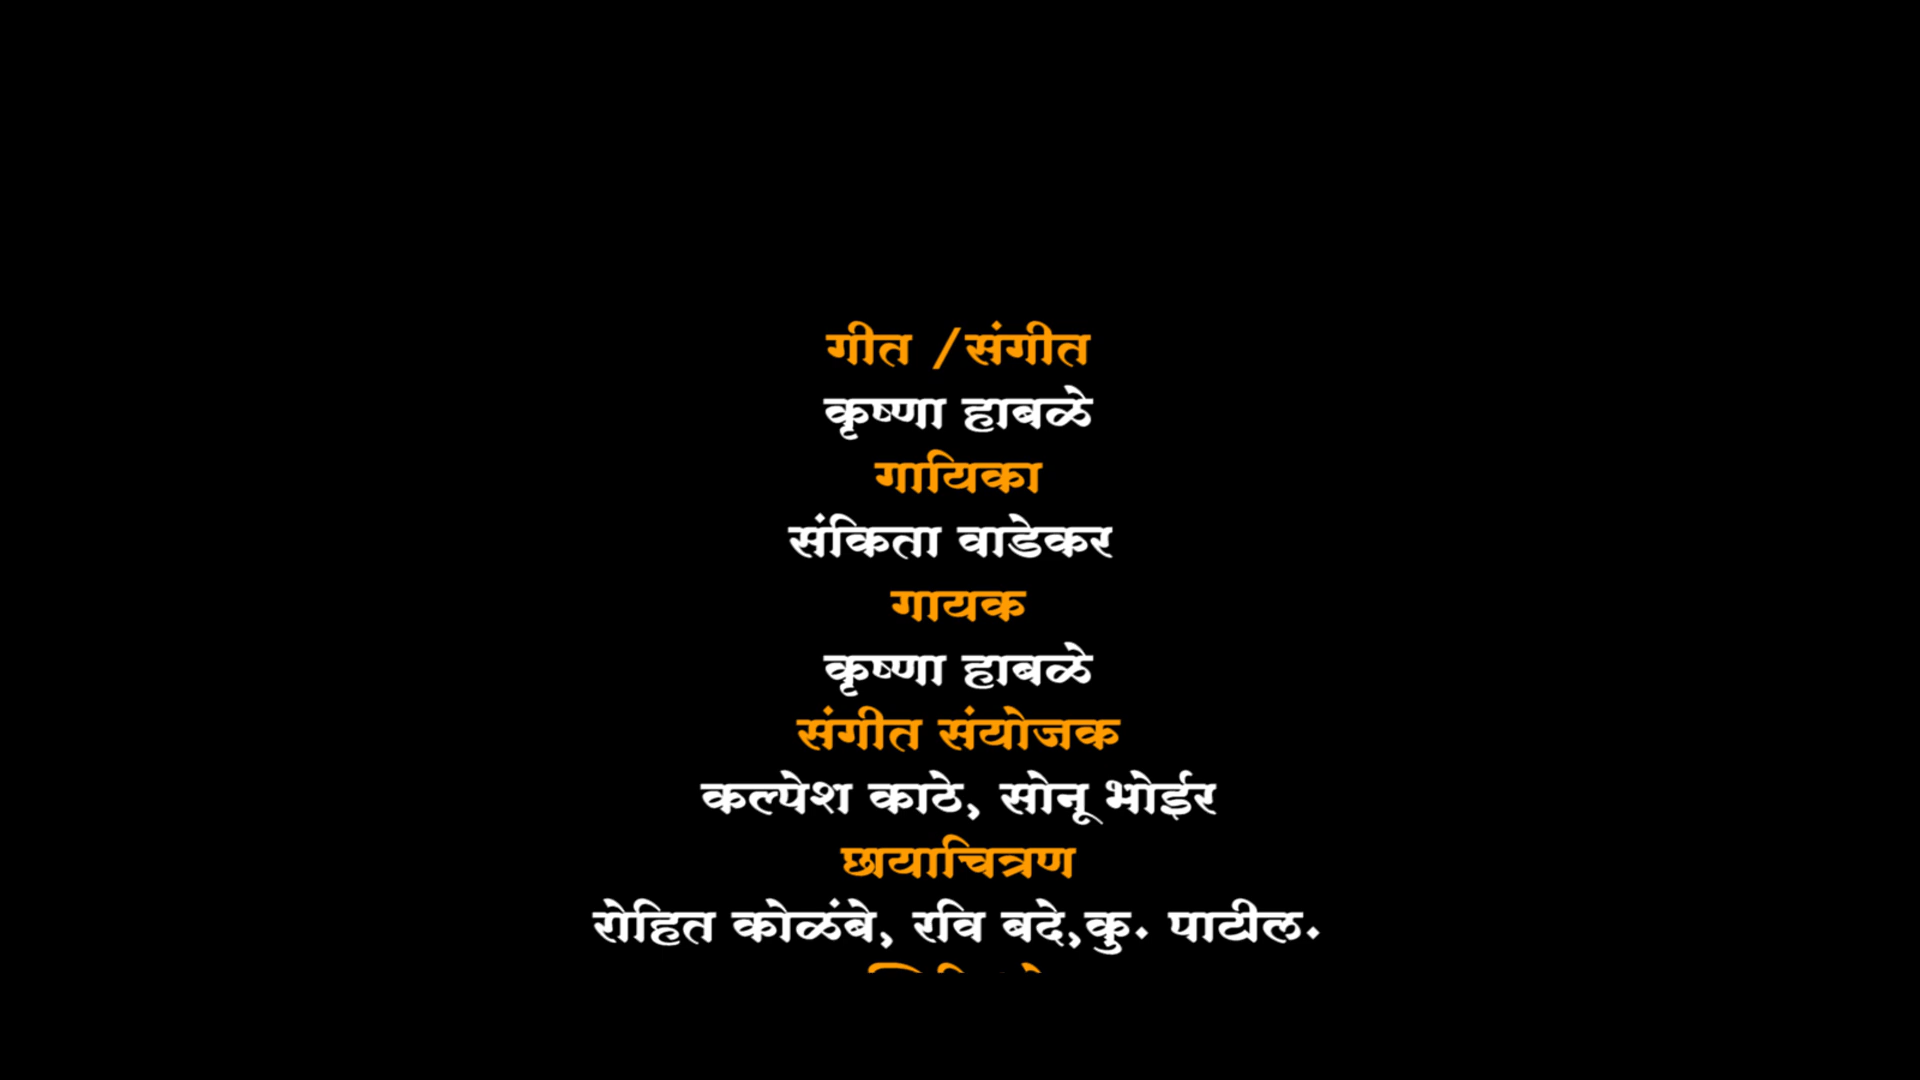 गीत /संगीत
कृष्णा हाबळे
गायिका
संकिता वाडेकर
गायक
कृष्णा हाबळे
संगीत संयोजक
कल्पेश काठे, सोनू भोईर
छायाचित्रण
रोहित कोळंबे, रवि बदे,कु. पाटील.